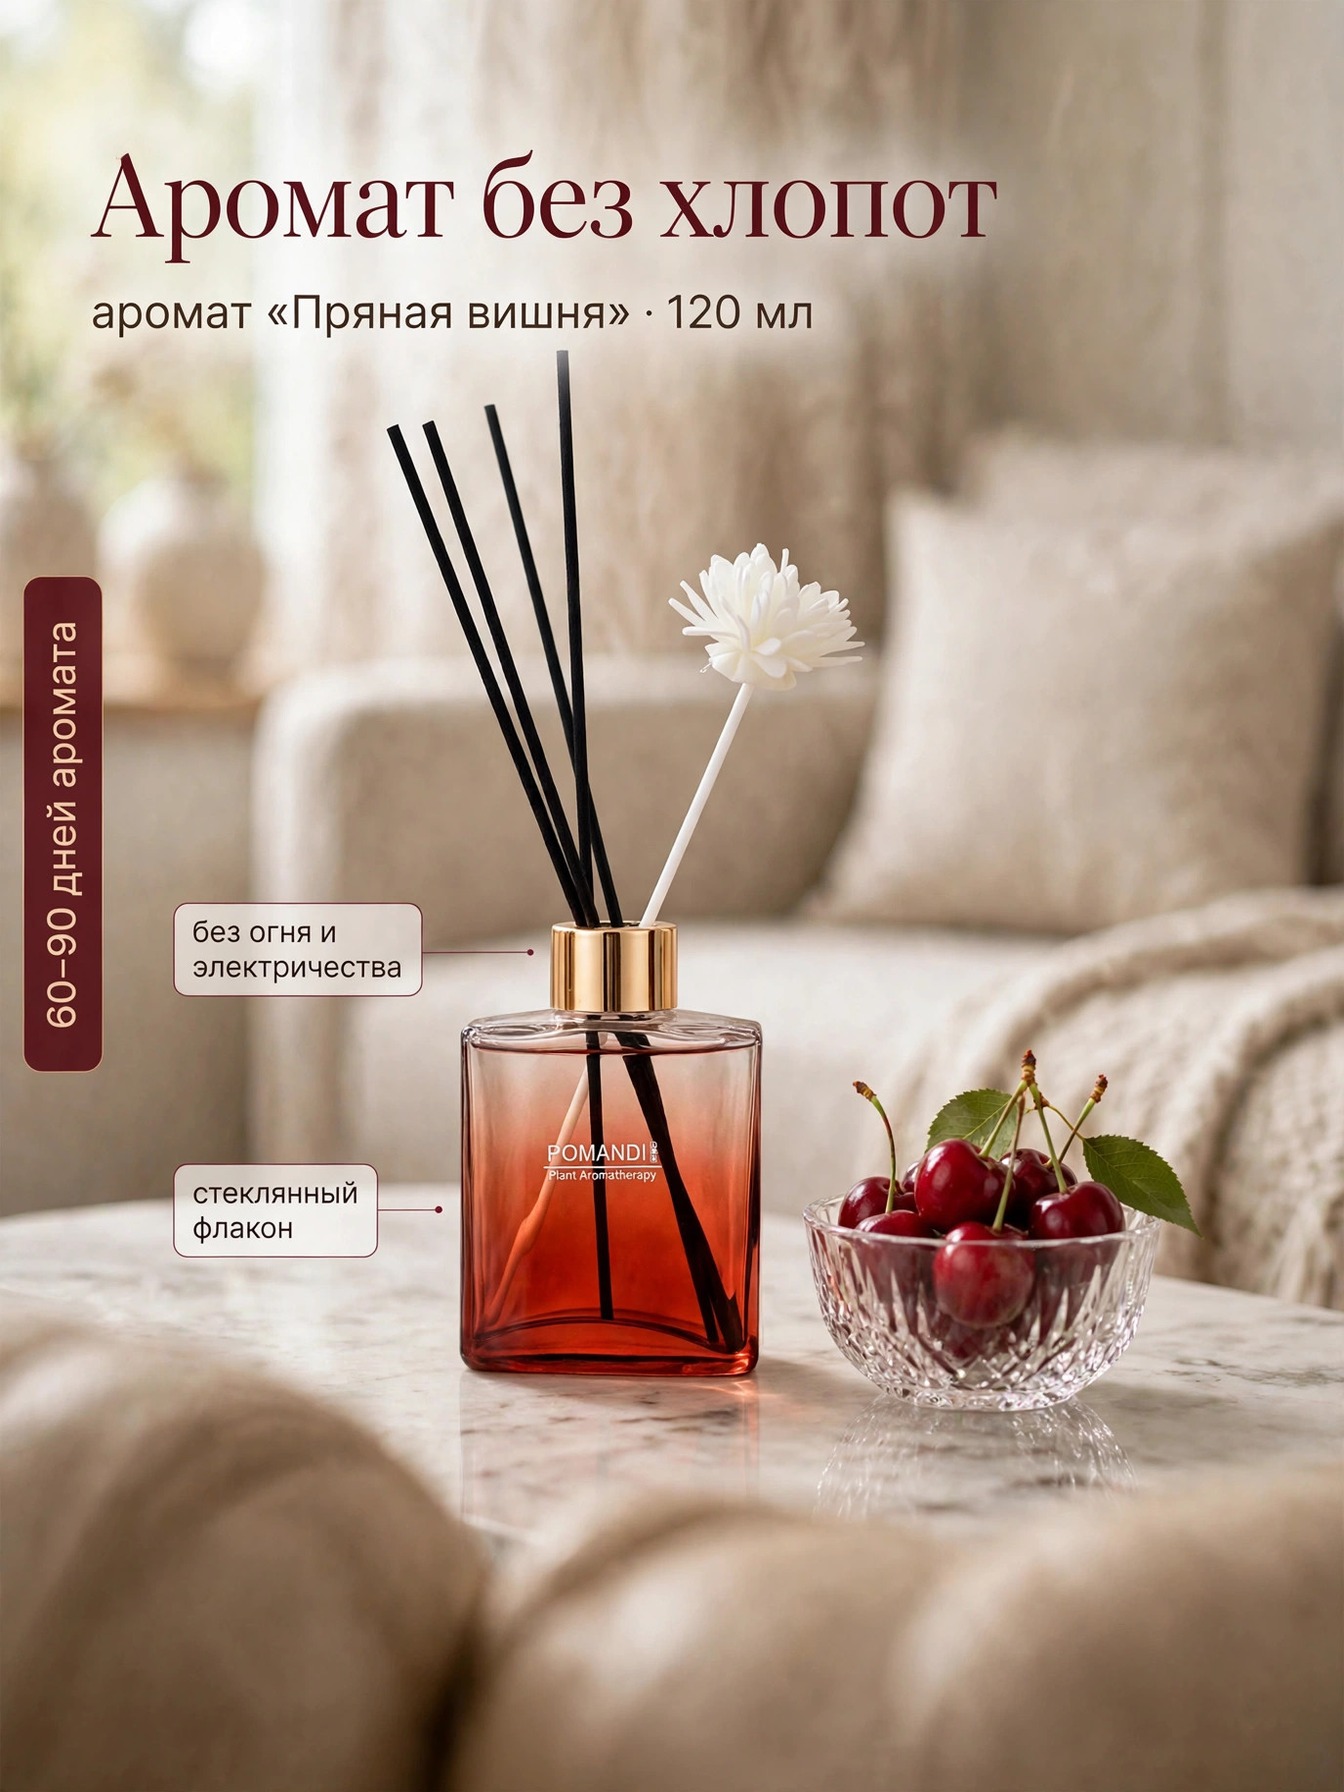 Аромат без хлопот
аромат «Пряная вишня» · 120 мл
60–90 дней аромата
без огня и
электричества
стеклянный
флакон
POMANDI
Plant Aromatherapy